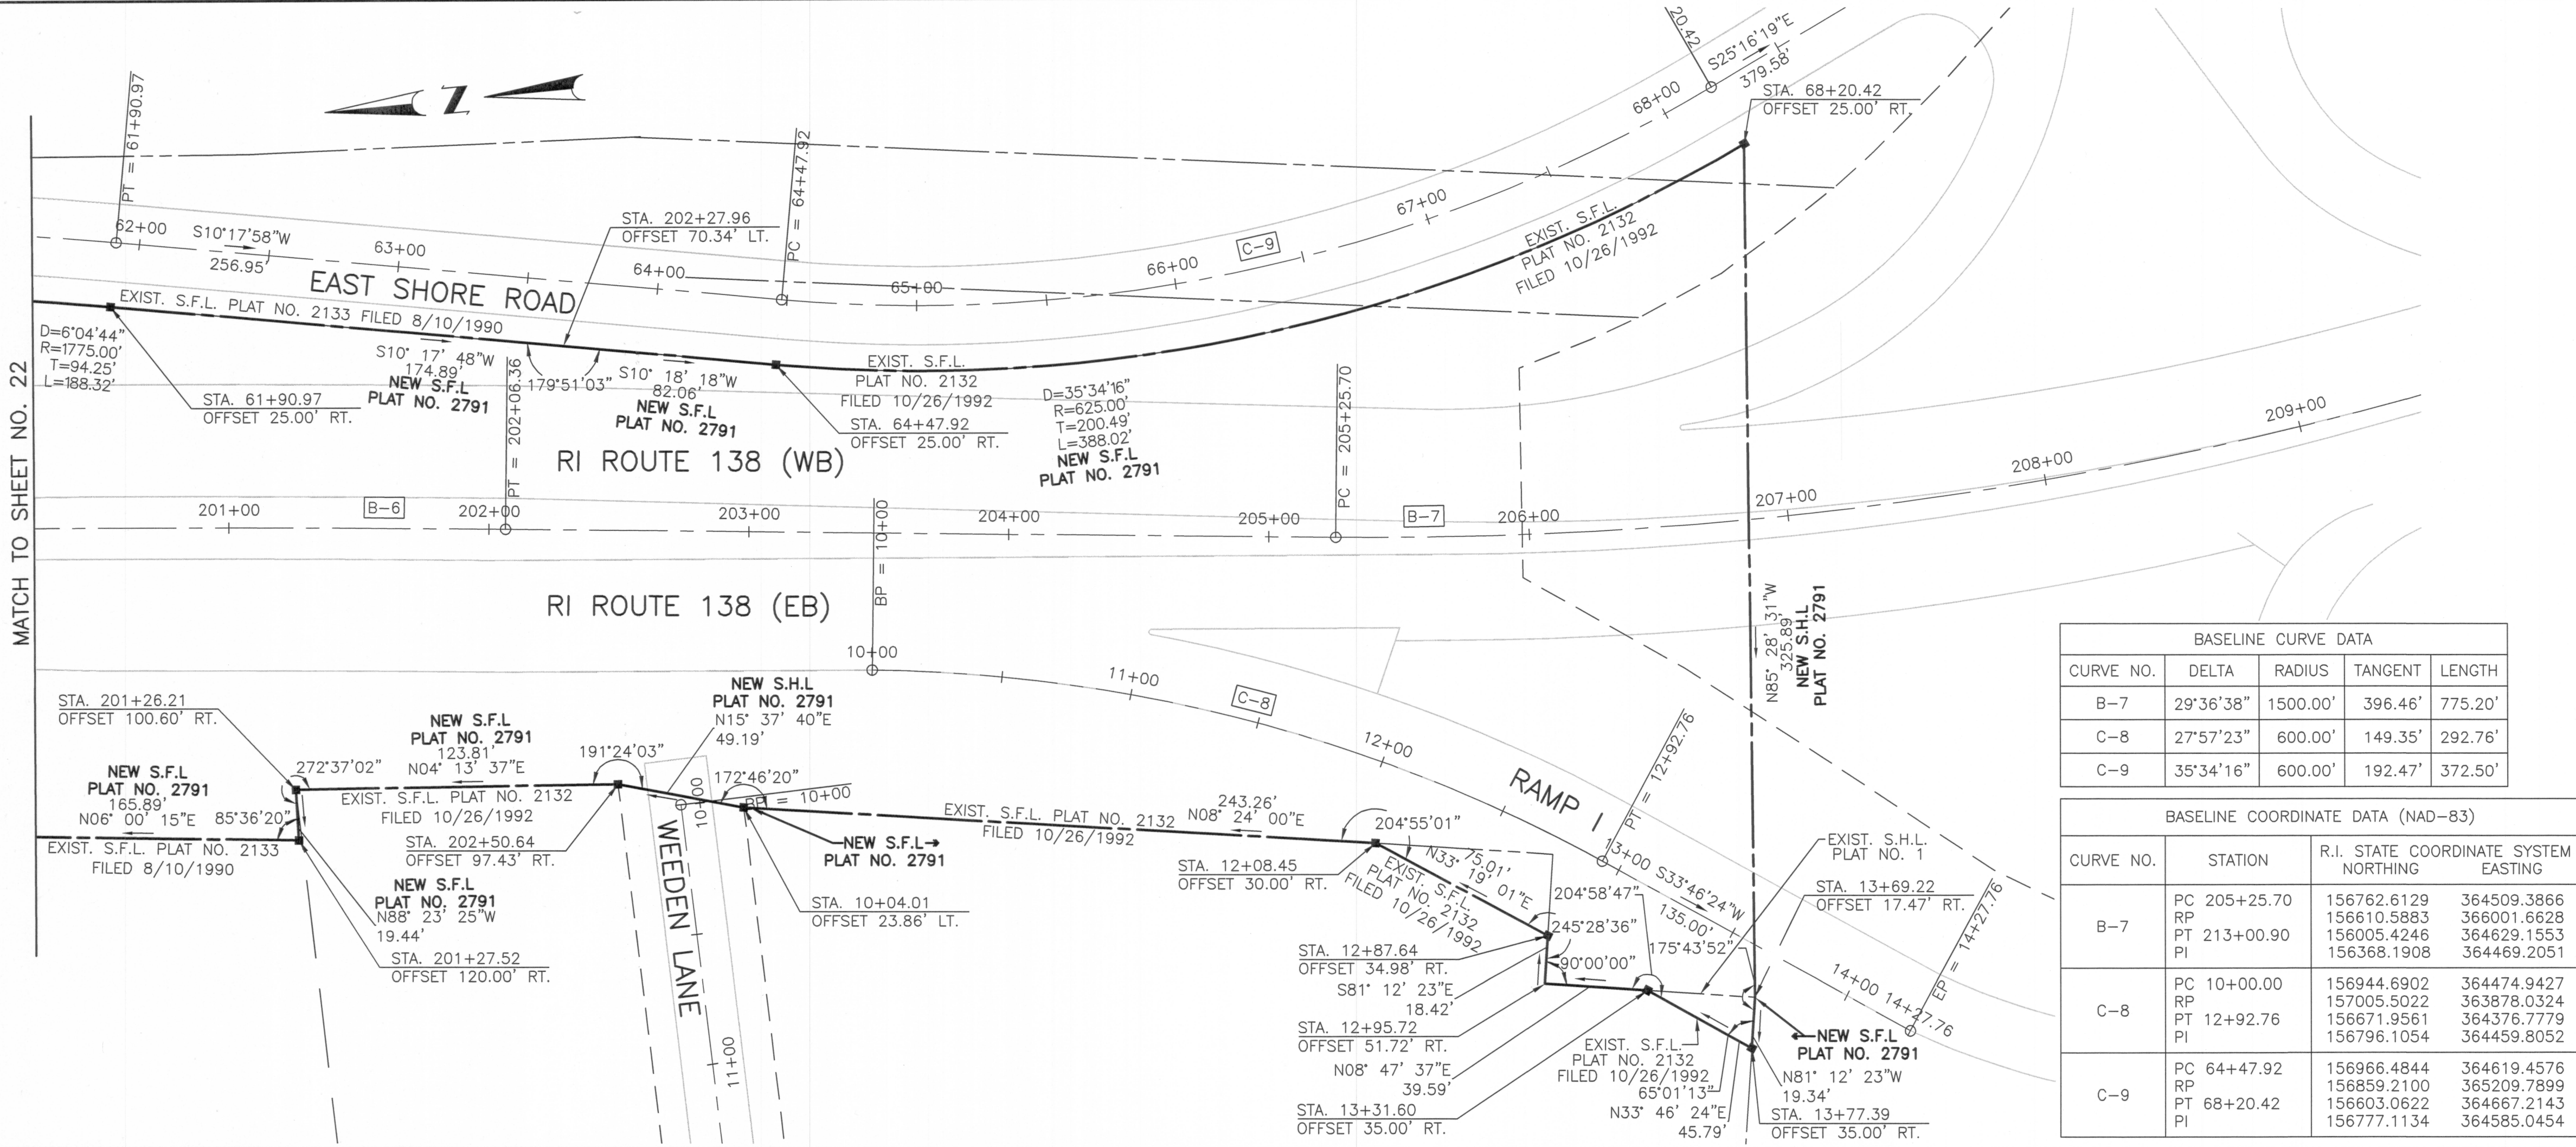 MATCH TO SHEET NO. 22
PT = 61+90.97
Z
62+00
S10°17'58"W
256.95'
63+00
STA. 202+27.96
OFFSET 70.34' LT.
PC = 64+47.92
64+00
65+00
66+00
C-9
67+00
68+00
20.42
S25°16'19"E
379.58'
STA. 68+20.42
OFFSET 25.00' RT.
EAST SHORE ROAD
EXIST. S.F.L. PLAT NO. 2133 FILED 8/10/1990
D=6°04'44"
R=1775.00'
T=94.25'
L=188.32'
STA. 61+90.97
OFFSET 25.00' RT.
S10° 17' 48"W
174.89'
NEW S.F.L
PLAT NO. 2791
PT = 202+06.36
179°51'03"
S10° 18' 18"W
82.06'
NEW S.F.L
PLAT NO. 2791
EXIST. S.F.L.
PLAT NO. 2132
FILED 10/26/1992
STA. 64+47.92
OFFSET 25.00' RT.
D=35°34'16"
R=625.00'
T=200.49'
L=388.02'
NEW S.F.L
PLAT NO. 2791
EXIST. S.F.L.
PLAT NO. 2132
FILED 10/26/1992
RI ROUTE 138 (WB)
201+00
B-6
202+00
203+00
204+00
205+00
PC = 205+25.70
B-7
206+00
207+00
208+00
209+00
BP = 10+00
RI ROUTE 138 (EB)
10+00
11+00
C-8
12+00
PT = 12+92.76
RAMP I
N85° 28' 31"W
325.89'
NEW S.H.L
PLAT NO. 2791
STA. 201+26.21
OFFSET 100.60' RT.
NEW S.F.L
PLAT NO. 2791
165.89'
N06° 00' 15"E
85°36'20"
EXIST. S.F.L. PLAT NO. 2133
FILED 8/10/1990
272°37'02"
NEW S.F.L
PLAT NO. 2791
123.81'
N04° 13' 37"E
EXIST. S.F.L. PLAT NO. 2132
FILED 10/26/1992
STA. 202+50.64
OFFSET 97.43' RT.
NEW S.F.L
PLAT NO. 2791
N88° 23' 25"W
19.44'
STA. 201+27.52
OFFSET 120.00' RT.
191°24'03"
NEW S.H.L
PLAT NO. 2791
N15° 37' 40"E
49.19'
172°46'20"
10+00
BP = 10+00
WEEDEN LANE
11+00
NEW S.F.L
PLAT NO. 2791
STA. 10+04.01
OFFSET 23.86' LT.
EXIST. S.F.L. PLAT NO. 2132
FILED 10/26/1992
243.26'
N08° 24' 00"E
204°55'01"
STA. 12+08.45
OFFSET 30.00' RT.
75.01'
N33° 19' 01"E
EXIST. S.F.L.
PLAT NO. 2132
FILED 10/26/1992
13+00
S33°46'24"W
135.00'
204°58'47"
245°28'36"
90°00'00"
175°43'52"
STA. 12+87.64
OFFSET 34.98' RT.
S81° 12' 23"E
18.42'
STA. 12+95.72
OFFSET 51.72' RT.
N08° 47' 37"E
39.59'
STA. 13+31.60
OFFSET 35.00' RT.
EXIST. S.H.L.
PLAT NO. 1
STA. 13+69.22
OFFSET 17.47' RT.
14+00
14+27.76
EP = 14+27.76
NEW S.F.L
PLAT NO. 2791
EXIST. S.F.L.
PLAT NO. 2132
FILED 10/26/1992
65°01'13"
N33° 46' 24"E
45.79'
N81° 12' 23"W
19.34'
STA. 13+77.39
OFFSET 35.00' RT.
BASELINE CURVE DATA
CURVE NO. DELTA RADIUS TANGENT LENGTH
B-7 29°36'38" 1500.00' 396.46' 775.20'
C-8 27°57'23" 600.00' 149.35' 292.76'
C-9 35°34'16" 600.00' 192.47' 372.50'
BASELINE COORDINATE DATA (NAD-83)
CURVE NO. STATION R.I. STATE COORDINATE SYSTEM
NORTHING EASTING
B-7
PC 205+25.70 156762.6129 364509.3866
RP 156610.5883 366001.6628
PT 213+00.90 156005.4246 364629.1553
PI 156368.1908 364469.2051
C-8
PC 10+00.00 156944.6902 364474.9427
RP 157005.5022 363878.0324
PT 12+92.76 156671.9561 364376.7779
PI 156796.1054 364459.8052
C-9
PC 64+47.92 156966.4844 364619.4576
RP 156859.2100 365209.7899
PT 68+20.42 156603.0622 364667.2143
PI 156777.1134 364585.0454